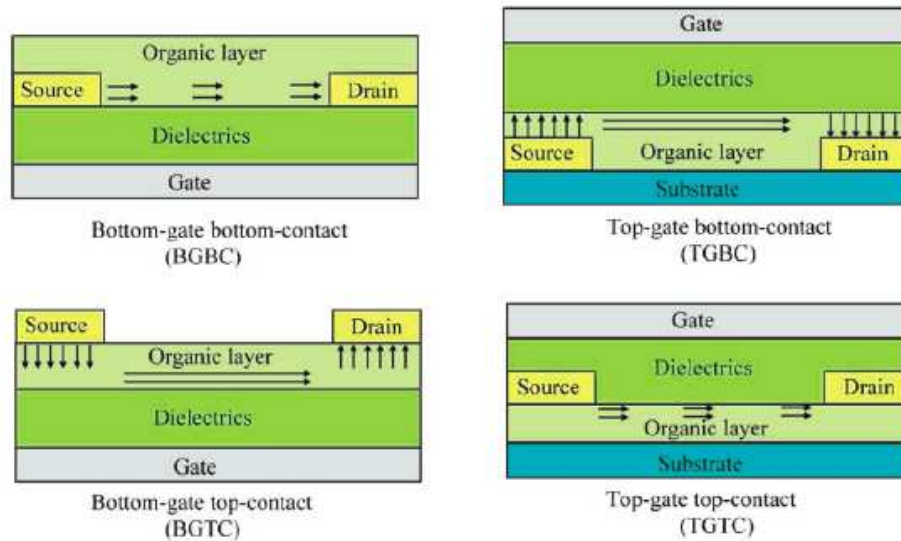 Organic layer
Source
Drain
Dielectrics
Gate
Bottom-gate bottom-contact
(BGBC)
Gate
Dielectrics
Source
Organic layer
Drain
Substrate
Top-gate bottom-contact
(TGBC)
Source
Drain
Organic layer
Dielectrics
Gate
Bottom-gate top-contact
(BGTC)
Gate
Dielectrics
Source
Drain
Organic layer
Substrate
Top-gate top-contact
(TGTC)